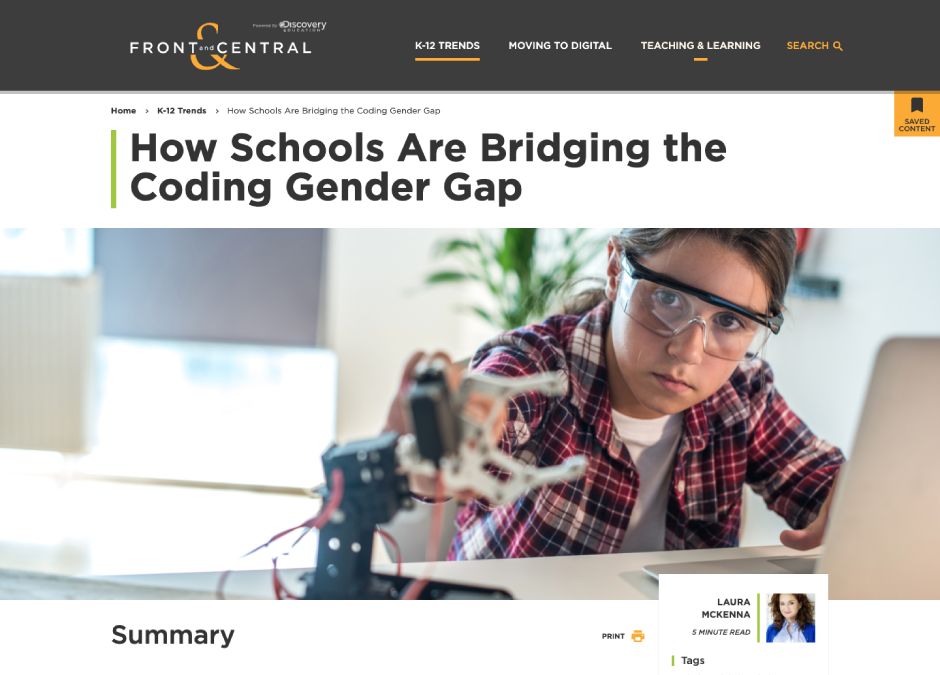 Powered by Discovery
EDUCATION
FRONT and CENTRAL
K-12 TRENDS
MOVING TO DIGITAL
TEACHING & LEARNING
SEARCH
SAVED
CONTENT
Home › K-12 Trends › How Schools Are Bridging the Coding Gender Gap
How Schools Are Bridging the
Coding Gender Gap
Summary
PRINT
LAURA
MCKENNA
5 MINUTE READ
Tags